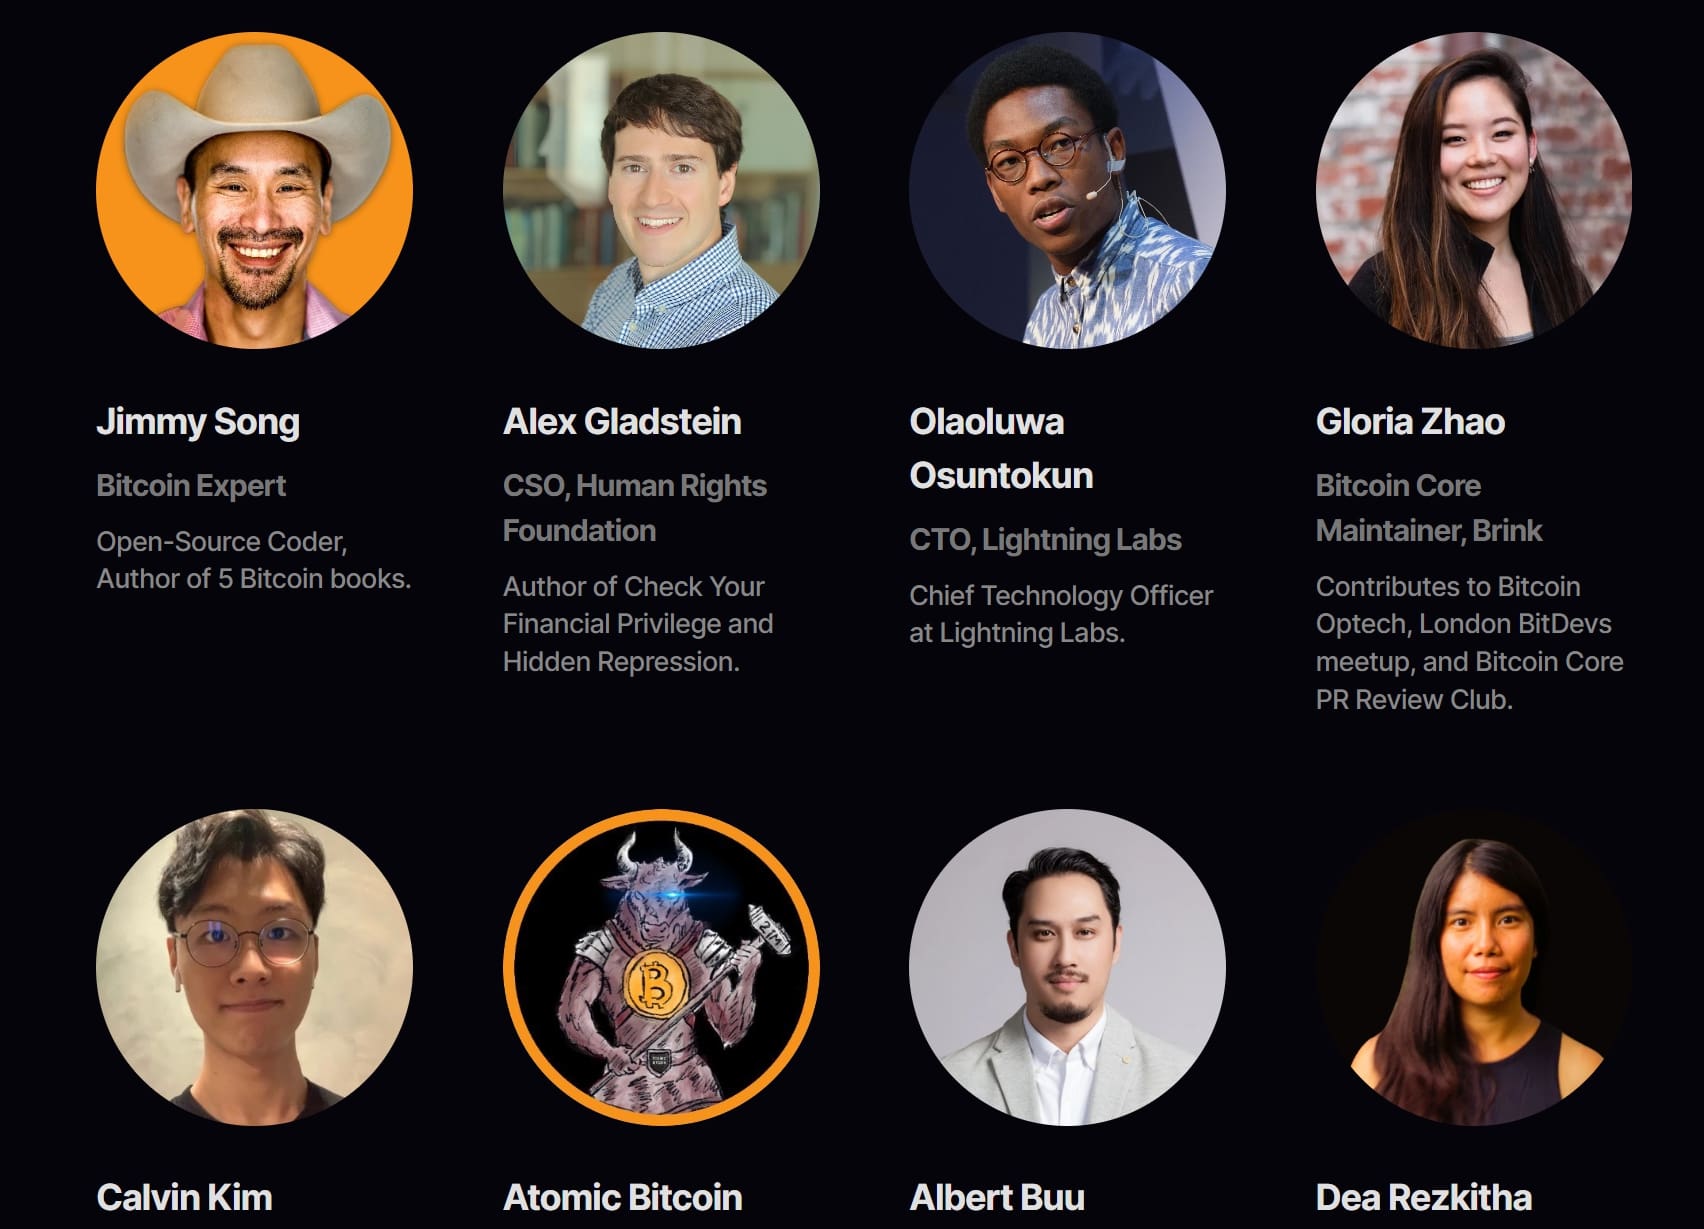 Jimmy Song
Bitcoin Expert
Open-Source Coder,
Author of 5 Bitcoin books.
Alex Gladstein
CSO, Human Rights
Foundation
Author of Check Your
Financial Privilege and
Hidden Repression.
Olaoluwa
Osuntokun
CTO, Lightning Labs
Chief Technology Officer
at Lightning Labs.
Gloria Zhao
Bitcoin Core
Maintainer, Brink
Contributes to Bitcoin
Optech, London BitDevs
meetup, and Bitcoin Core
PR Review Club.
21M
Calvin Kim
Atomic Bitcoin
Albert Buu
Dea Rezkitha